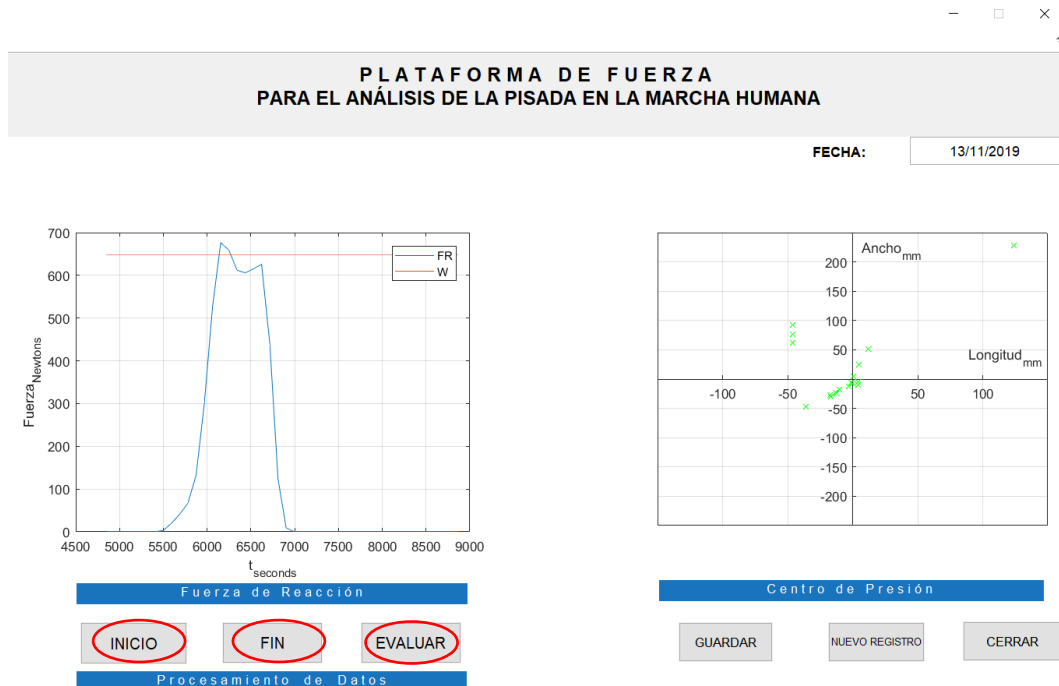 PLATAFORMA DE FUERZA
PARA EL ANÁLISIS DE LA PISADA EN LA MARCHA HUMANA
FECHA: 13/11/2019
700
600
500
400
300
200
100
0
Fuerza Newtons
FR
W
4500 5000 5500 6000 6500 7000 7500 8000 8500 9000
t seconds
Fuerza de Reacción
Ancho mm
200
150
100
50
Longitud mm
-100 -50 50 100
-50
-100
-150
-200
Centro de Presión
INICIO FIN EVALUAR
GUARDAR NUEVO REGISTRO CERRAR
Procesamiento de Datos